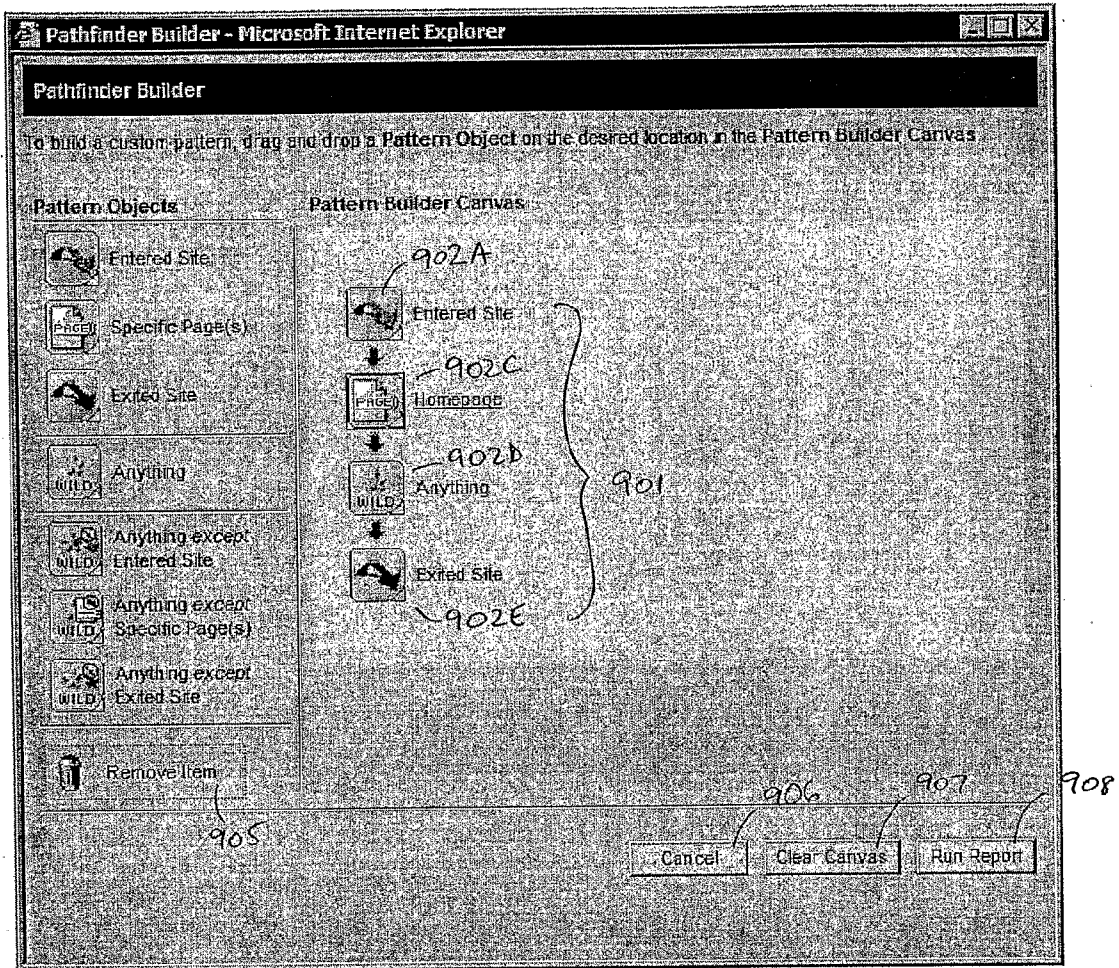 Pathfinder Builder - Microsoft Internet Explorer
Pathfinder Builder
To build a custom pattern, drag and drop a Pattern Object on the desired location in the Pattern Builder Canvas
Pattern Objects
Entered Site
PAGE
Specific Page(s)
Exited Site
WILD
Anything
WILD
Anything except
Entered Site
WILD
Anything except
Specific Page(s)
WILD
Anything except
Exited Site
Remove Item
905
Pattern Builder Canvas
902A
Entered Site
902C
PAGE
Homepage
902D
WILD
Anything
901
Exited Site
902E
906
907
908
Cancel
Clear Canvas
Run Report